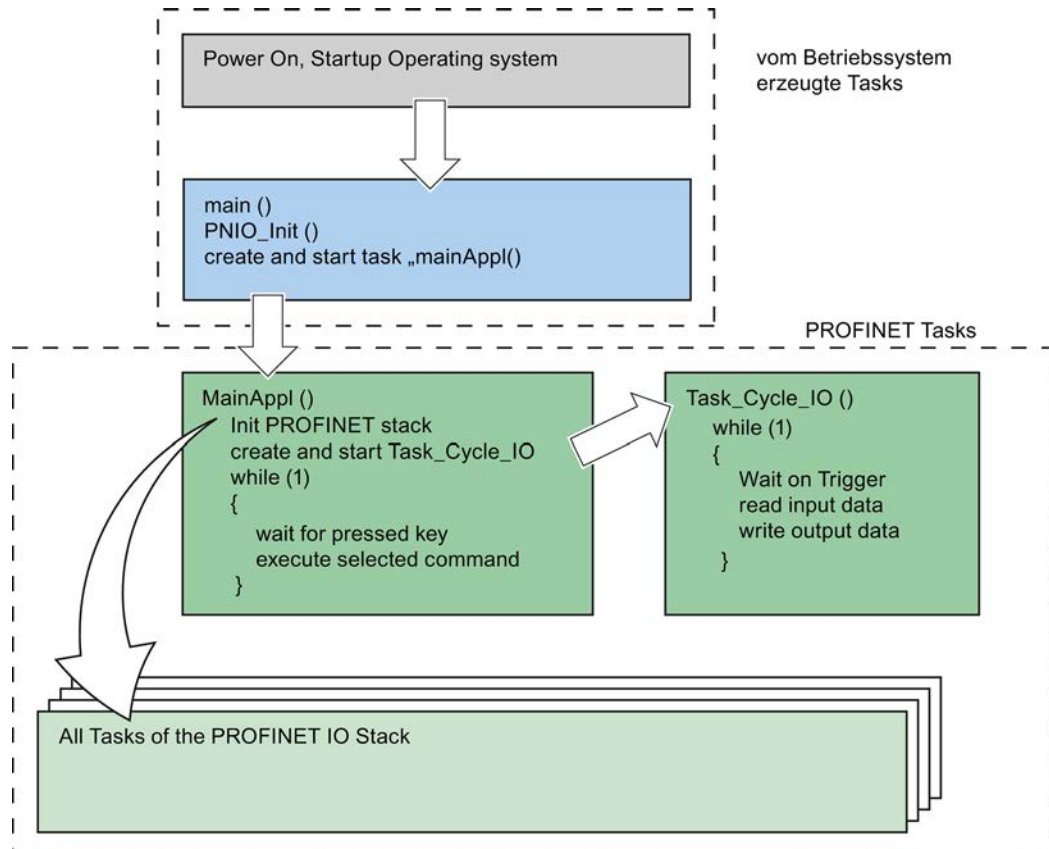 Power On, Startup Operating system
vom Betriebssystem
erzeugte Tasks
main ()
PNIO_Init ()
create and start task „mainAppl()
PROFINET Tasks
MainAppl ()
Init PROFINET stack
create and start Task_Cycle_IO
while (1)
{
wait for pressed key
execute selected command
}
Task_Cycle_IO ()
while (1)
{
Wait on Trigger
read input data
write output data
}
All Tasks of the PROFINET IO Stack